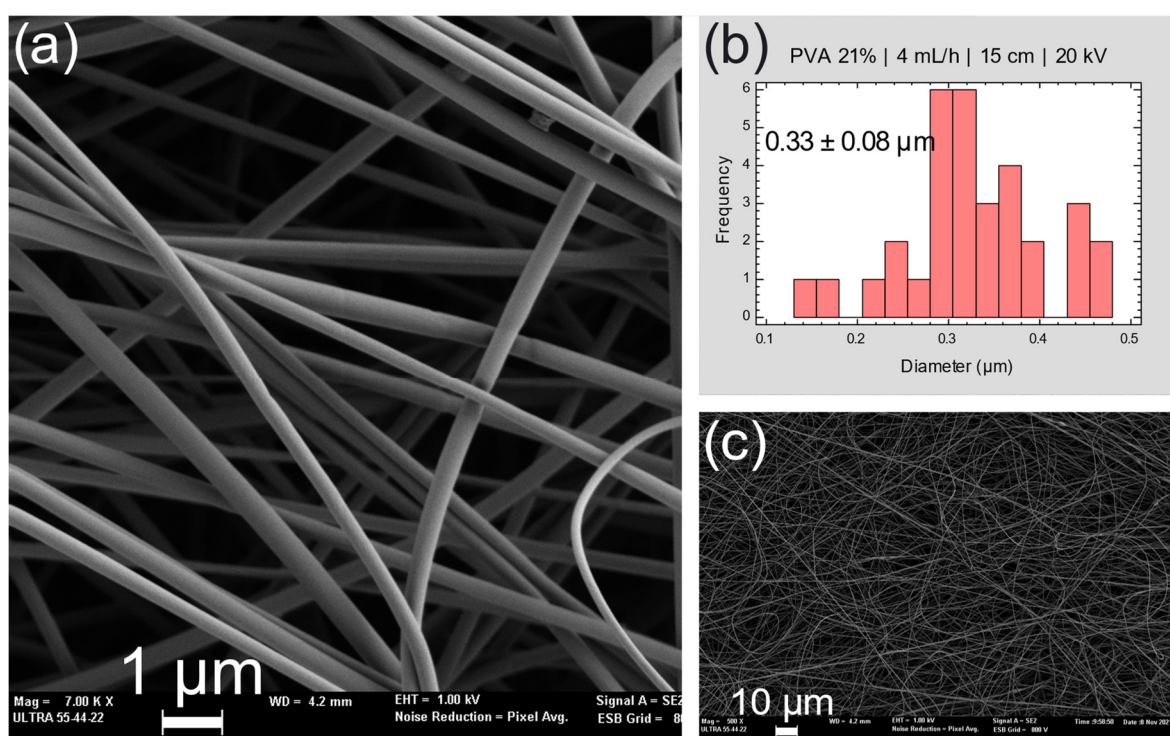 (a)
1 µm
Mag = 7.00 K X WD = 4.2 mm EHT = 1.00 kV Signal A = SE2
ULTRA 55-44-22 Noise Reduction = Pixel Avg. ESB Grid =
(b)
PVA 21% | 4 mL/h | 15 cm | 20 kV
0.33 ± 0.08 µm
Frequency
6
5
4
3
2
1
0
0.1 0.2 0.3 0.4 0.5
Diameter (µm)
(c)
10 µm
Mag = 500 X WD = 4.2 mm EHT = 1.00 kV Signal A = SE2 Time :9:58:50 Date :8 Nov
ULTRA 55-44-22 Noise Reduction = Pixel Avg. ESB Grid = 800 V